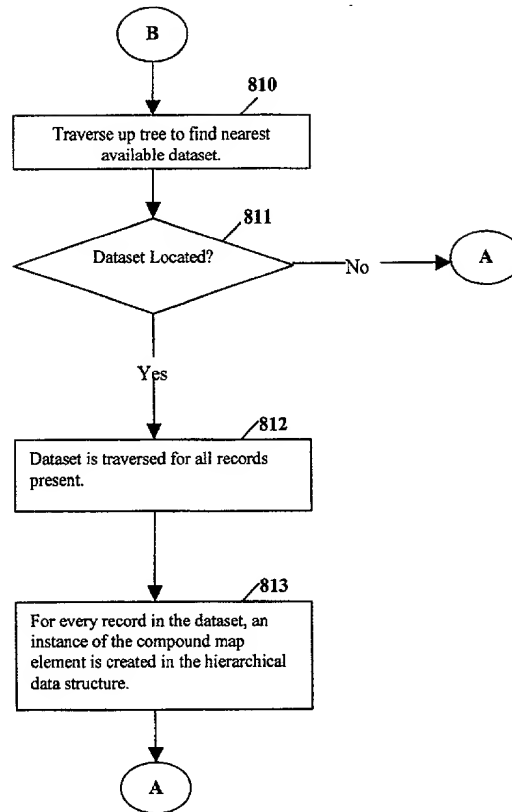 B
810
Traverse up tree to find nearest
available dataset.
811
Dataset Located?
No
A
Yes
812
Dataset is traversed for all records
present.
813
For every record in the dataset, an
instance of the compound map
element is created in the hierarchical
data structure.
A